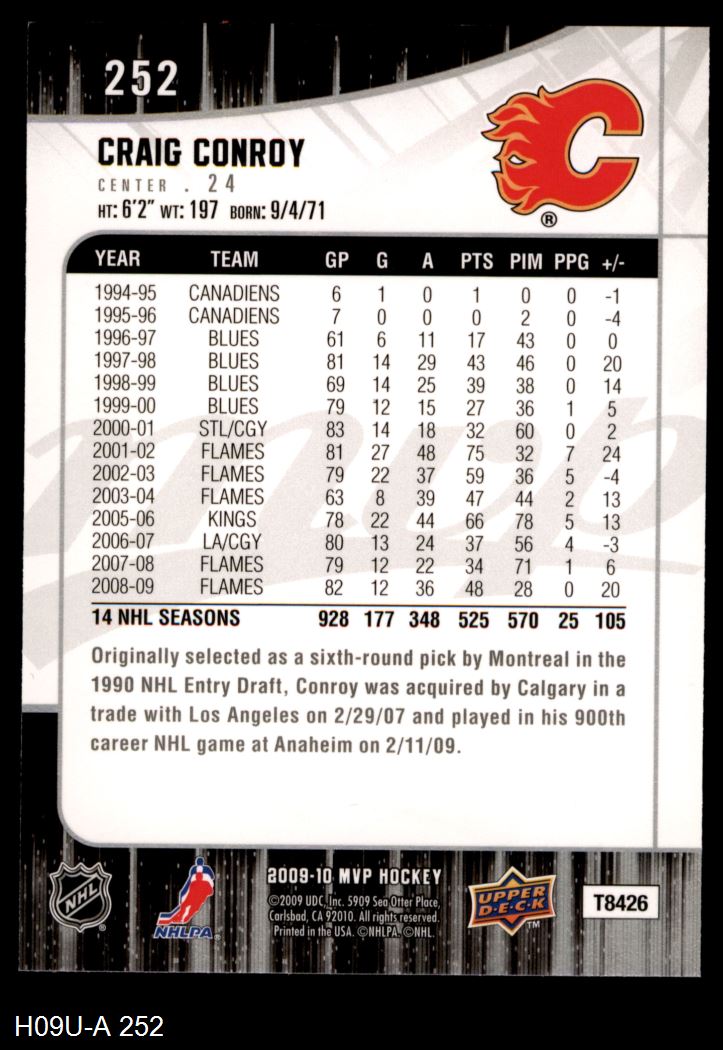 252
CRAIG CONROY
CENTER . 24
HT: 6'2" WT: 197 BORN: 9/4/71
®
YEAR TEAM GP G A PTS PIM PPG +/-
1994-95 CANADIENS 6 1 0 1 0 0 -1
1995-96 CANADIENS 7 0 0 0 2 0 -4
1996-97 BLUES 61 6 11 17 43 0 0
1997-98 BLUES 81 14 29 43 46 0 20
1998-99 BLUES 69 14 25 39 38 0 14
1999-00 BLUES 79 12 15 27 36 1 5
2000-01 STL/CGY 83 14 18 32 60 0 2
2001-02 FLAMES 81 27 48 75 32 7 24
2002-03 FLAMES 79 22 37 59 36 5 -4
2003-04 FLAMES 63 8 39 47 44 2 13
2005-06 KINGS 78 22 44 66 78 5 13
2006-07 LA/CGY 80 13 24 37 56 4 -3
2007-08 FLAMES 79 12 22 34 71 1 6
2008-09 FLAMES 82 12 36 48 28 0 20
14 NHL SEASONS 928 177 348 525 570 25 105
Originally selected as a sixth-round pick by Montreal in the
1990 NHL Entry Draft, Conroy was acquired by Calgary in a
trade with Los Angeles on 2/29/07 and played in his 900th
career NHL game at Anaheim on 2/11/09.
mvp
NHL ®
NHLPA®
2009-10 MVP HOCKEY
©2009 UDC, Inc. 5909 Sea Otter Place,
Carlsbad, CA 92010. All rights reserved.
Printed in the USA. ©NHLPA. ©NHL.
UPPER
D·E·C·K
TM
T8426
H09U-A 252